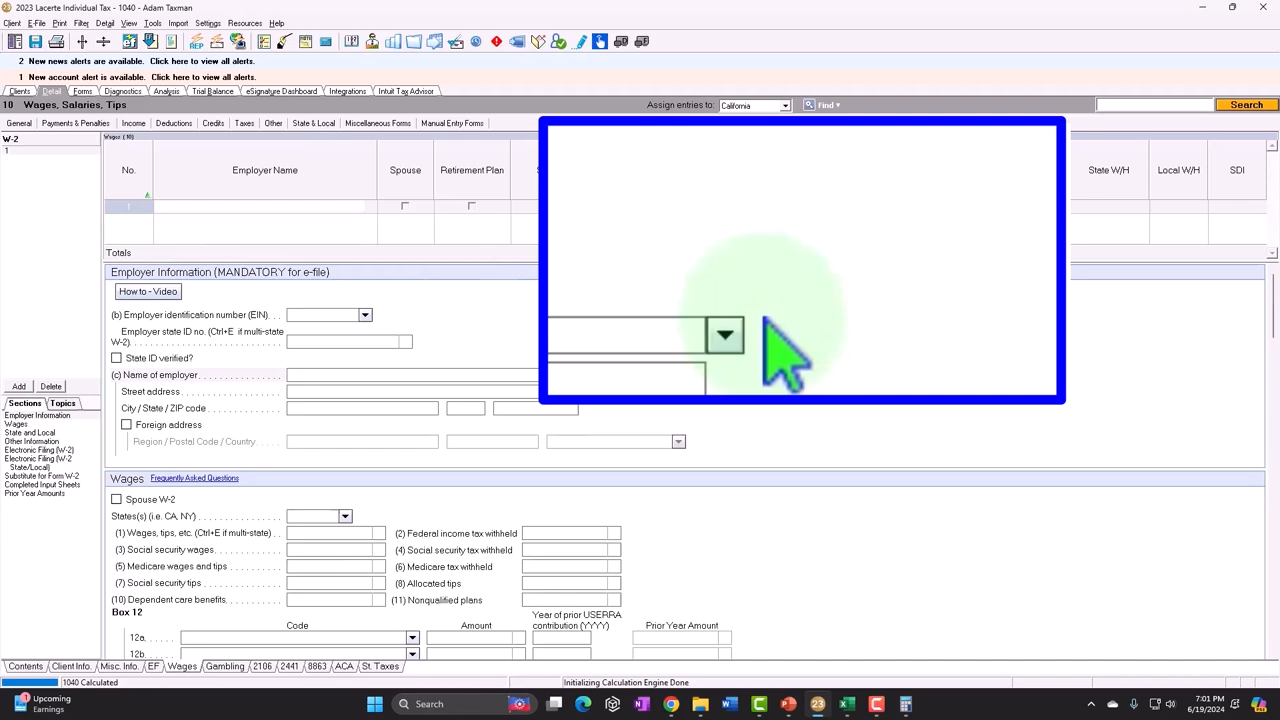 2023 Lacerte Individual Tax - 1040 - Adam Taxman
Client E-File Print Filter Detail View Tools Import Settings Resources Help
2 New news alerts are available. Click here to view all alerts.
1 New account alert is available. Click here to view all alerts.
Clients Detail Forms Diagnostics Analysis Trial Balance eSignature Dashboard Integrations Intuit Tax Advisor
10 Wages, Salaries, Tips Assign entries to: California Find Search
General Payments & Penalties Income Deductions Credits Taxes Other State & Local Miscellaneous Forms Manual Entry Forms
W-2 Wages (10)
1
No. Employer Name Spouse Retirement Plan State W/H Local W/H SDI
1
Totals
Employer Information (MANDATORY for e-file)
How to - Video
(b) Employer identification number (EIN)
Employer state ID no. (Ctrl+E if multi-state
W-2)
State ID verified?
(c) Name of employer
Street address
City / State / ZIP code
Foreign address
Region / Postal Code / Country
Add Delete
Sections Topics
Employer Information
Wages
State and Local
Other Information
Electronic Filing (W-2)
Electronic Filing (W-2
State/Local)
Substitute for Form W-2
Completed Input Sheets
Prior Year Amounts
Wages Frequently Asked Questions
Spouse W-2
States(s) (i.e. CA, NY)
(1) Wages, tips, etc. (Ctrl+E if multi-state) (2) Federal income tax withheld
(3) Social security wages (4) Social security tax withheld
(5) Medicare wages and tips (6) Medicare tax withheld
(7) Social security tips (8) Allocated tips
(10) Dependent care benefits (11) Nonqualified plans
Box 12
Code Amount Year of prior USERRA contribution (YYYY) Prior Year Amount
12a
12b
Contents Client Info. Misc. Info. EF Wages Gambling 2106 2441 8863 ACA St. Taxes
1040 Calculated Initializing Calculation Engine Done
Upcoming
Earnings
Search
23
7:01 PM
6/19/2024